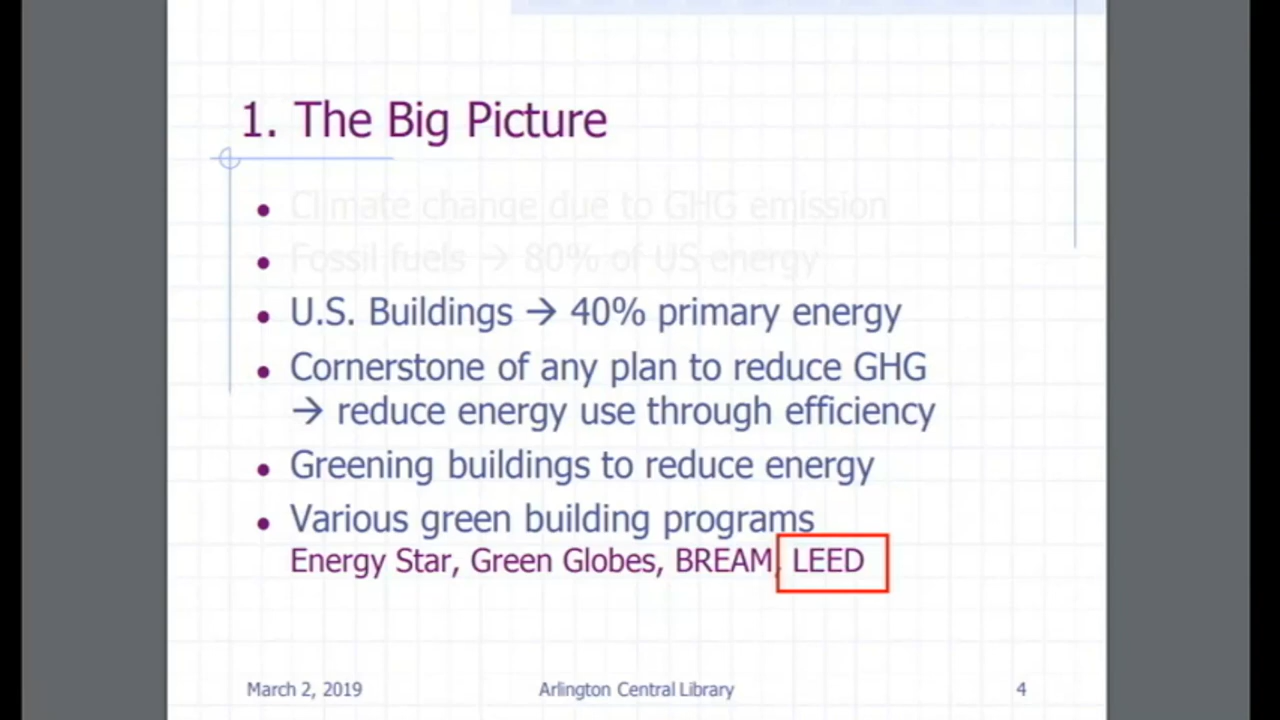 1. The Big Picture
• Climate change due to GHG emission
• Fossil fuels → 80% of US energy
• U.S. Buildings → 40% primary energy
• Cornerstone of any plan to reduce GHG
→ reduce energy use through efficiency
• Greening buildings to reduce energy
• Various green building programs
Energy Star, Green Globes, BREAM, LEED
March 2, 2019 Arlington Central Library 4